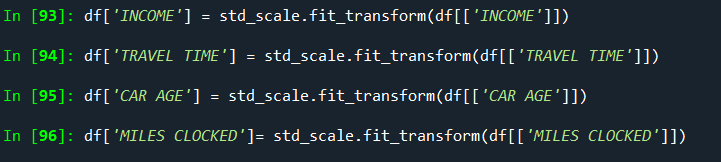 In [93]: df['INCOME'] = std_scale.fit_transform(df[['INCOME']])
In [94]: df['TRAVEL TIME'] = std_scale.fit_transform(df[['TRAVEL TIME']])
In [95]: df['CAR AGE'] = std_scale.fit_transform(df[['CAR AGE']])
In [96]: df['MILES CLOCKED']= std_scale.fit_transform(df[['MILES CLOCKED']])